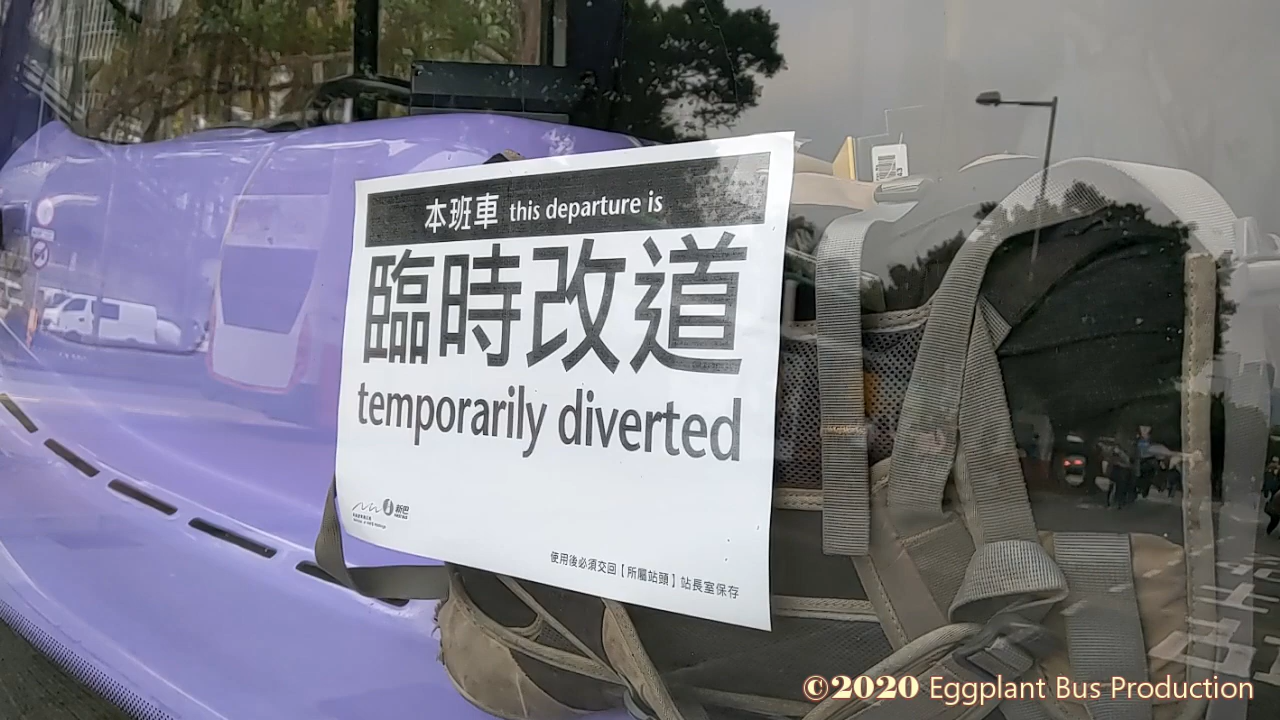 本班車 this departure is
臨時改道
temporarily diverted
新巴
使用後必須交回【所屬站頭】站長室保存
©2020 Eggplant Bus Production